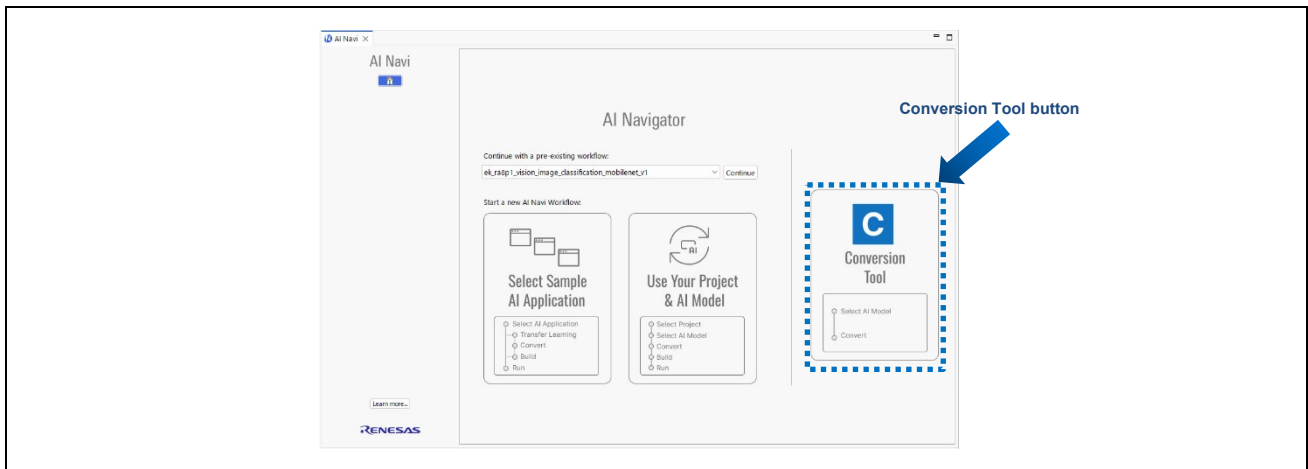 AI Navi
AI Navi
AI Navigator
Conversion Tool button
Continue with a pre-existing workflow:
ek_ra8p1_vision_image_classification_mobilenet_v1
Continue
Start a new AI Navi Workflow:
Select Sample
AI Application
Select AI Application
Transfer Learning
Convert
Build
Run
AI
Use Your Project
& AI Model
Select Project
Select AI Model
Convert
Build
Run
C
Conversion
Tool
Select AI Model
Convert
Learn more..
RENESAS